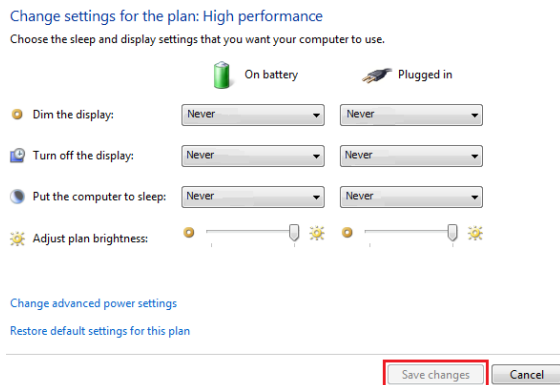 Change settings for the plan: High performance
Choose the sleep and display settings that you want your computer to use.
On battery Plugged in
Dim the display: Never Never
Turn off the display: Never Never
Put the computer to sleep: Never Never
Adjust plan brightness:
Change advanced power settings
Restore default settings for this plan
Save changes Cancel